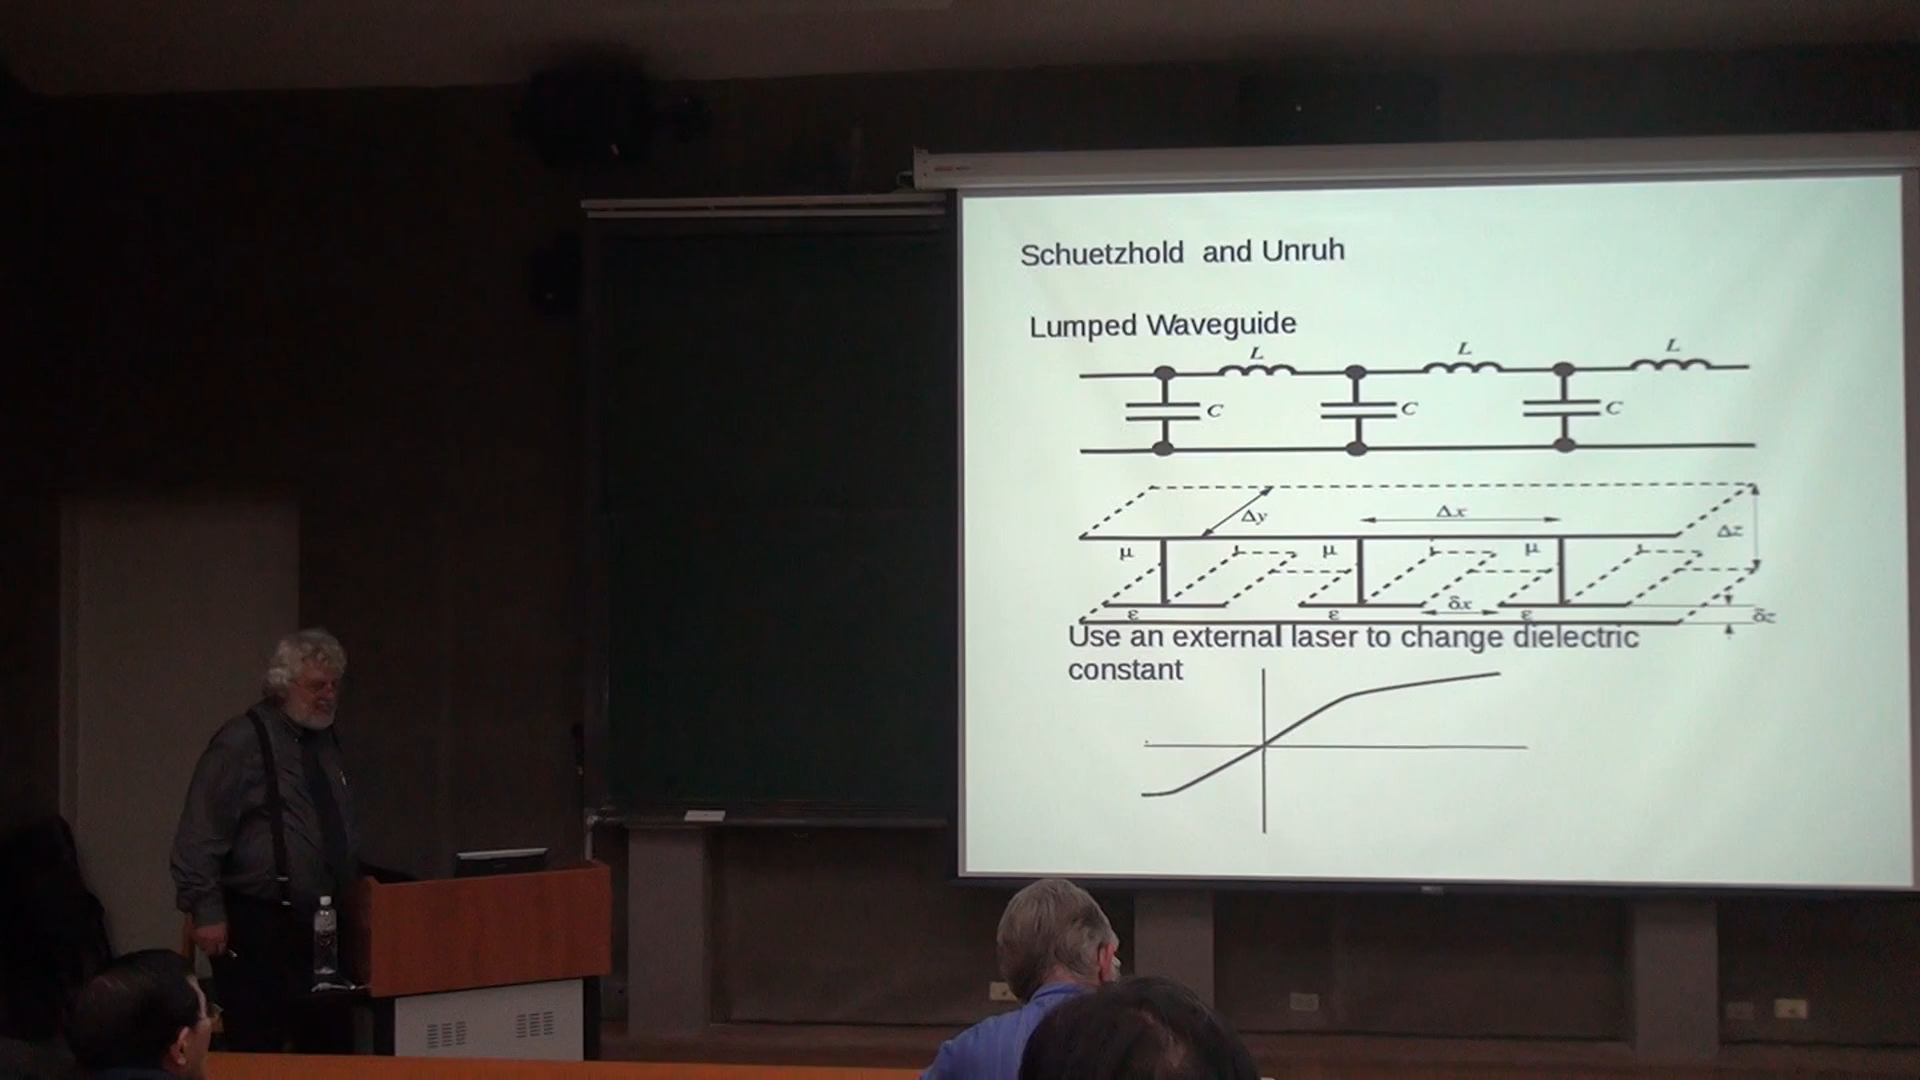 Schuetzhold and Unruh
Lumped Waveguide
L L L
C C C
Δy Δx Δz
μ μ μ
ε ε δx ε δz
Use an external laser to change dielectric
constant